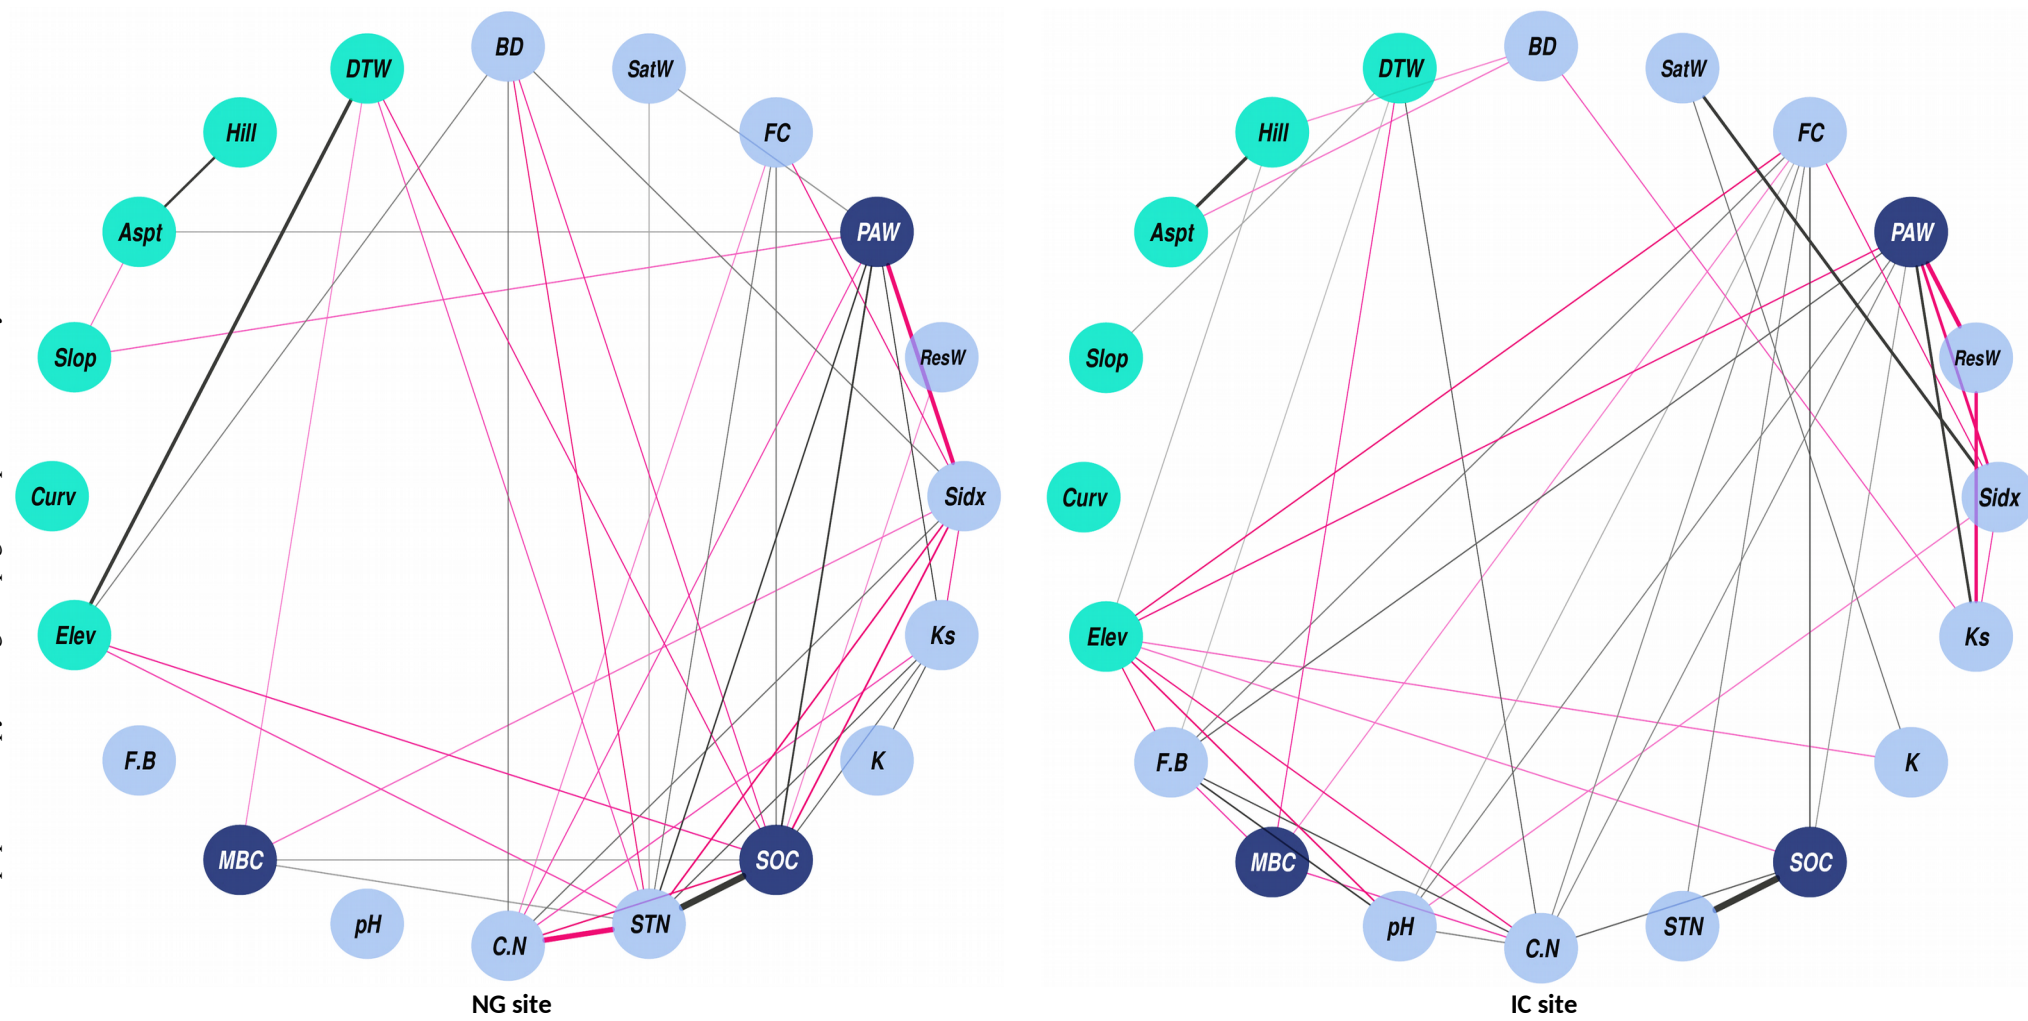 BD
DTW
SatW
Hill
FC
Aspt
PAW
Slop
ResW
Curv
Sidx
Elev
Ks
F.B
K
MBC
SOC
pH
STN
C.N
NG site
BD
DTW
SatW
Hill
FC
Aspt
PAW
Slop
ResW
Curv
Sidx
Elev
Ks
F.B
K
MBC
SOC
pH
STN
C.N
IC site